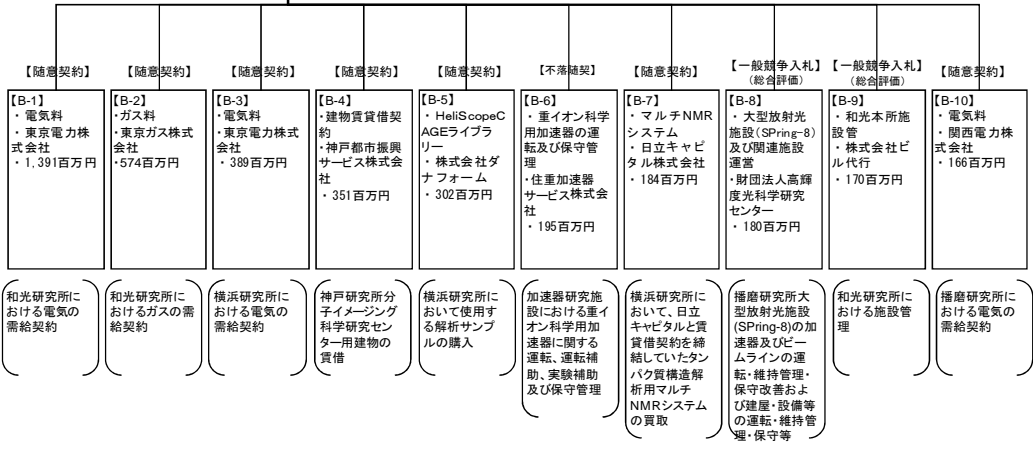 【随意契約】
【随意契約】
【随意契約】
【随意契約】
【随意契約】
【不落随契】
【随意契約】
【一般競争入札】
（総合評価）
【一般競争入札】
（総合評価）
【随意契約】
【B-1】
・ 電気料
・ 東京電力株
式会社
・ 1,391百万円
【B-2】
・ガス料
・東京ガス株式
会社
・574百万円
【B-3】
・電気料
・東京電力株式
会社
・ 389百万円
【B-4】
・建物賃貸借契
約
・神戸都市振興
サービス株式会
社
・ 351百万円
【B-5】
・ HeliScopeC
AGEライブラ
リー
・ 株式会社ダ
ナフォーム
・ 302百万円
【B-6】
・ 重イオン科学
用加速器の運
転及び保守管
理
・住重加速器
サービス株式会
社
・ 195百万円
【B-7】
・ マルチNMR
システム
・ 日立キャピ
タル株式会社
・ 184百万円
【B-8】
・ 大型放射光
施設(SPring-8)
及び関連施設
運営
・財団法人高輝
度光科学研究
センター
・ 180百万円
【B-9】
・ 和光本所施
設管
・ 株式会社ビ
ル代行
・ 170百万円
【B-10】
・ 電気料
・ 関西電力株
式会社
・ 166百万円
和光研究所に
おける電気の
需給契約
和光研究所に
おけるガスの需
給契約
横浜研究所に
おける電気の
需給契約
神戸研究所分
子イメージング
科学研究セン
ター用建物の
賃借
横浜研究所に
おいて使用す
る解析サンプ
ルの購入
加速器研究施
設における重イ
オン科学用加
速器に関する
運転、運転補
助、実験補助
及び保守管理
横浜研究所に
おいて、日立
キャピタルと賃
貸借契約を締
結していたタン
パク質構造解
析用マルチ
NMRシステム
の買取
播磨研究所大
型放射光施設
(SPring-8)の加
速器及びビー
ムラインの運
転・維持管理・
保守改善およ
び建屋・設備等
の運転・維持管
理・保守等
和光研究所に
おける施設管
理
播磨研究所に
おける電気の
需給契約